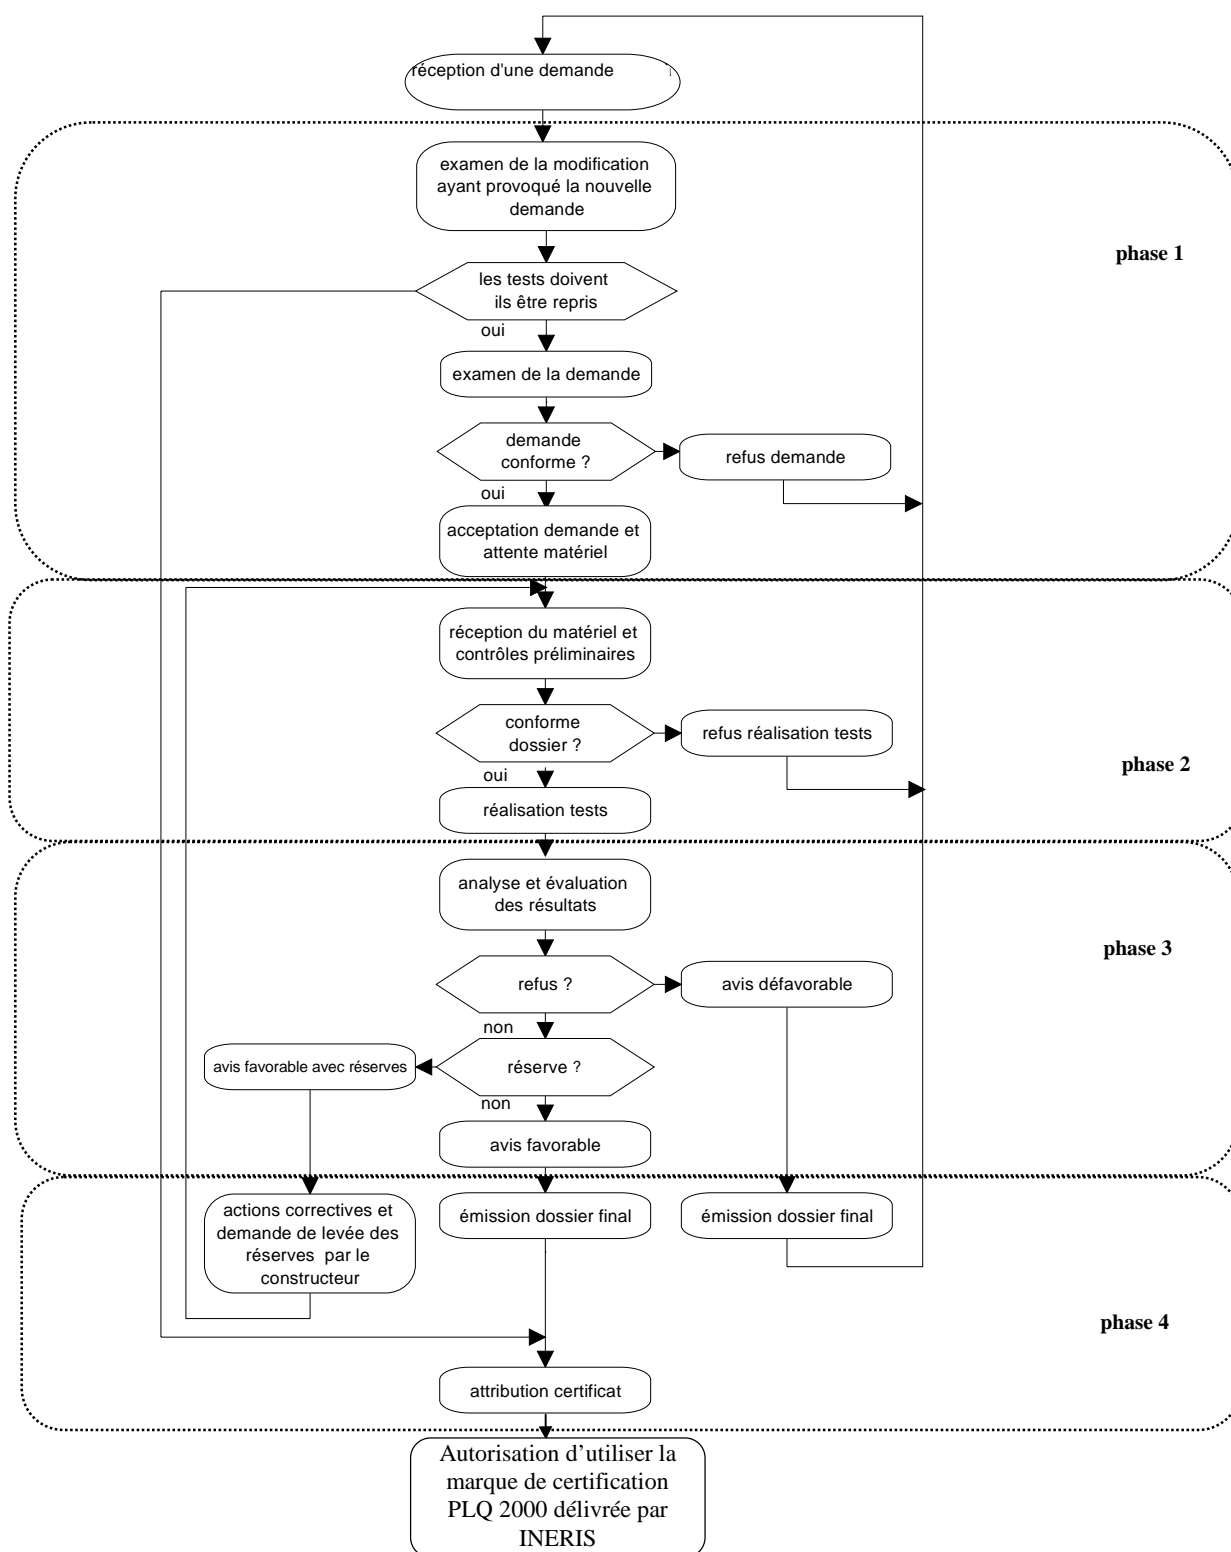 réception d'une demande
examen de la modification
ayant provoqué la nouvelle
demande
phase 1
les tests doivent
ils être repris
oui
examen de la demande
demande
conforme ?
refus demande
oui
acceptation demande et
attente matériel
réception du matériel et
contrôles préliminaires
conforme
dossier ?
refus réalisation tests
phase 2
oui
réalisation tests
analyse et évaluation
des résultats
phase 3
refus ?
avis défavorable
non
avis favorable avec réserves
réserve ?
non
avis favorable
actions correctives et
demande de levée des
réserves par le
constructeur
émission dossier final
émission dossier final
phase 4
attribution certificat
Autorisation d’utiliser la
marque de certification
PLQ 2000 délivrée par
INERIS